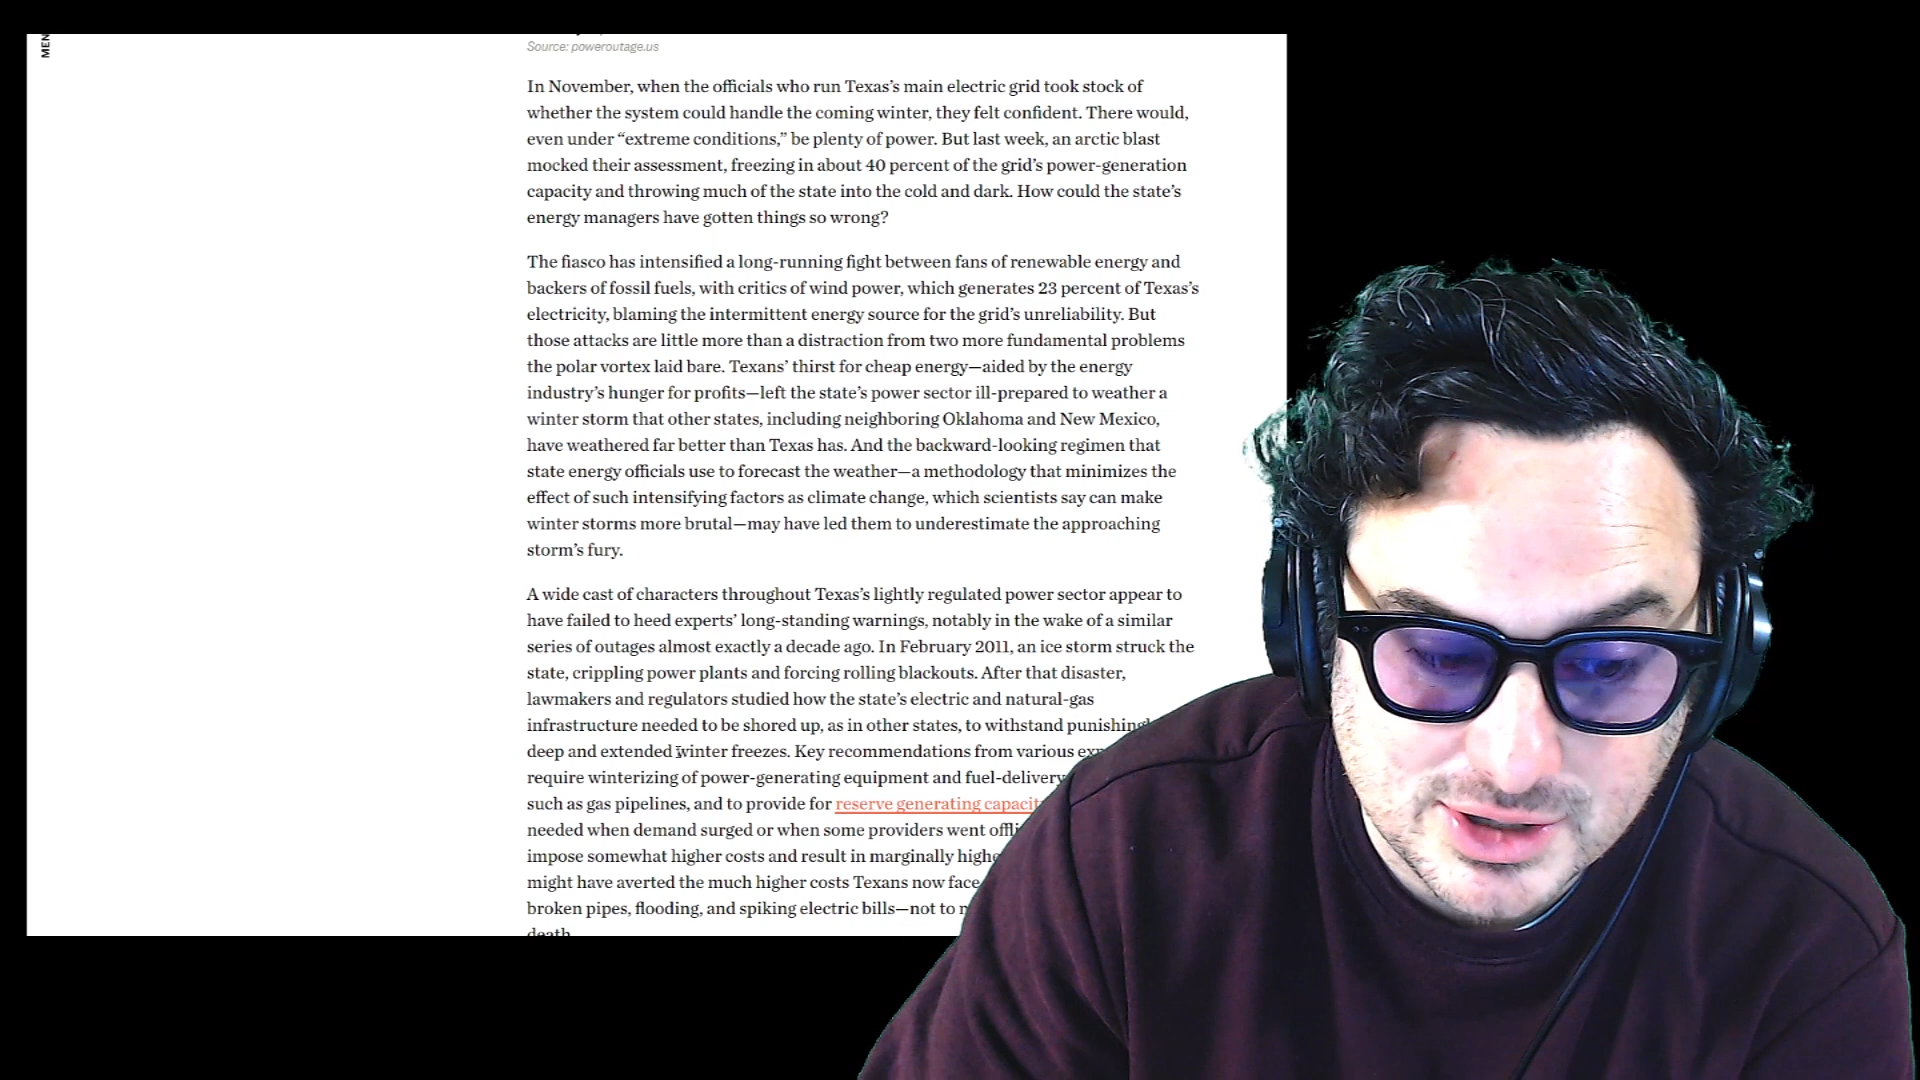 MEN
Source: poweroutage.us
In November, when the officials who run Texas’s main electric grid took stock of
whether the system could handle the coming winter, they felt confident. There would,
even under “extreme conditions,” be plenty of power. But last week, an arctic blast
mocked their assessment, freezing in about 40 percent of the grid’s power-generation
capacity and throwing much of the state into the cold and dark. How could the state’s
energy managers have gotten things so wrong?
The fiasco has intensified a long-running fight between fans of renewable energy and
backers of fossil fuels, with critics of wind power, which generates 23 percent of Texas’s
electricity, blaming the intermittent energy source for the grid’s unreliability. But
those attacks are little more than a distraction from two more fundamental problems
the polar vortex laid bare. Texans’ thirst for cheap energy—aided by the energy
industry’s hunger for profits—left the state’s power sector ill-prepared to weather a
winter storm that other states, including neighboring Oklahoma and New Mexico,
have weathered far better than Texas has. And the backward-looking regimen that
state energy officials use to forecast the weather—a methodology that minimizes the
effect of such intensifying factors as climate change, which scientists say can make
winter storms more brutal—may have led them to underestimate the approaching
storm’s fury.
A wide cast of characters throughout Texas’s lightly regulated power sector appear to
have failed to heed experts’ long-standing warnings, notably in the wake of a similar
series of outages almost exactly a decade ago. In February 2011, an ice storm struck the
state, crippling power plants and forcing rolling blackouts. After that disaster,
lawmakers and regulators studied how the state’s electric and natural-gas
infrastructure needed to be shored up, as in other states, to withstand
deep and extended winter freezes. Key recommendations from various
require winterizing of power-generating equipment and fuel-delivery
such as gas pipelines, and to provide for reserve generating
needed when demand surged or when some providers went
impose somewhat higher costs and result in marginally
might have averted the much higher costs Texans now face
broken pipes, flooding, and spiking electric bills—not to
death